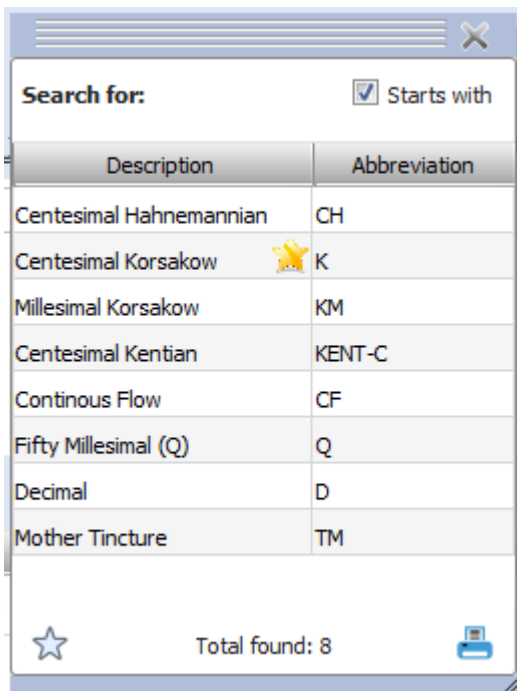 Search for: Starts with
Description Abbreviation
Centesimal Hahnemannian CH
Centesimal Korsakow K
Millesimal Korsakow KM
Centesimal Kentian KENT-C
Continous Flow CF
Fifty Millesimal (Q) Q
Decimal D
Mother Tincture TM
Total found: 8